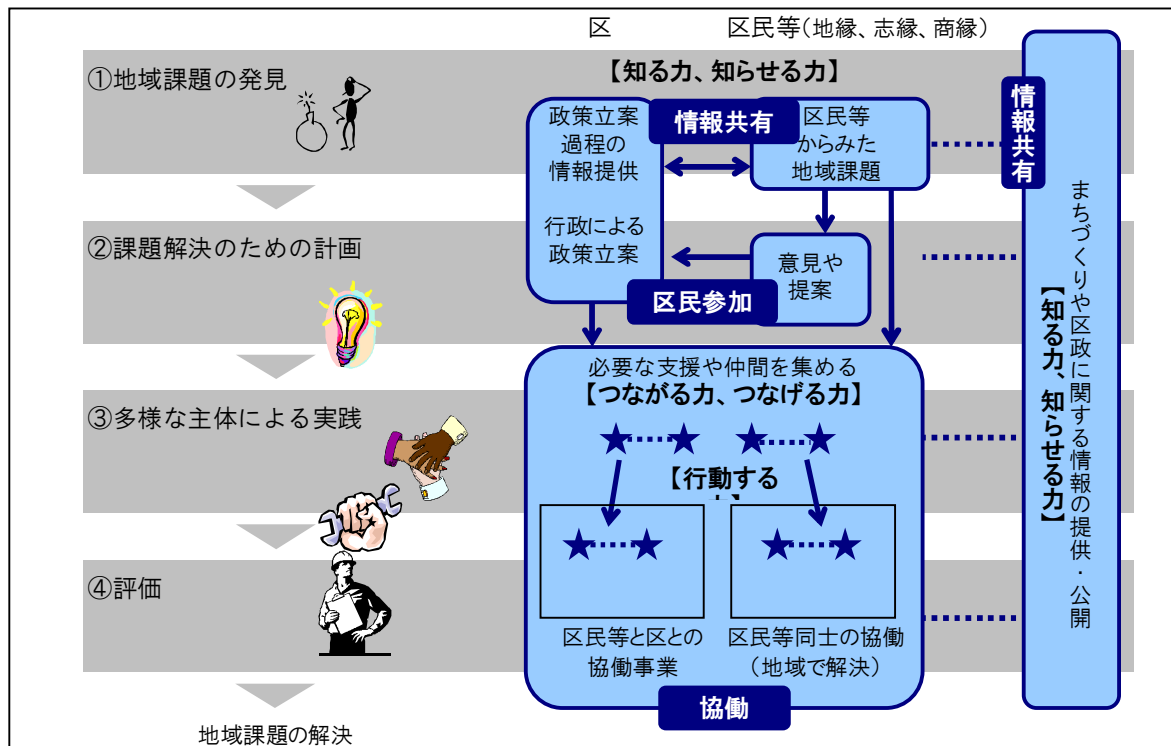 区
区民等（地縁、志縁、商縁）
①地域課題の発見
【知る力、知らせる力】
政策立案
過程の
情報提供
情報共有
区民等
からみた
地域課題
行政による
政策立案
②課題解決のための計画
意見や
提案
区民参加
必要な支援や仲間を集める
【つながる力、つなげる力】
③多様な主体による実践
【行動する
④評価
区民等と区との
協働事業
区民等同士の協働
（地域で解決）
協働
地域課題の解決
情報共有
まちづくりや区政に関する情報の提供・公開
【知る力、知らせる力】